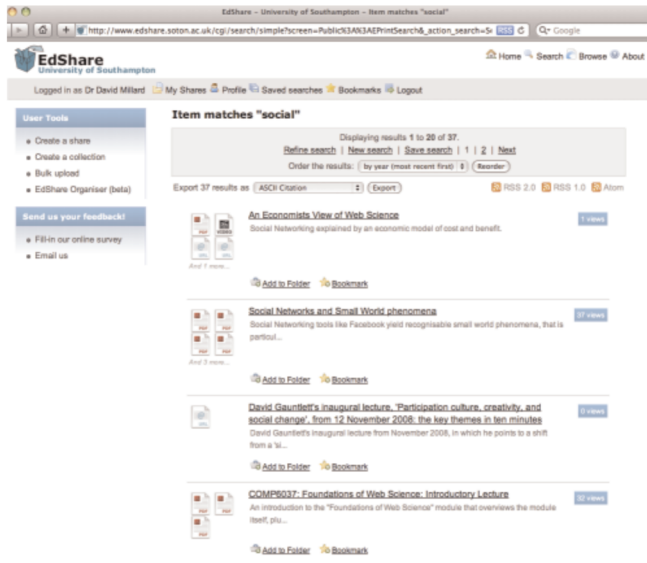 EdShare – University of Southampton – Item matches "social"
http://www.edshare.soton.ac.uk/cgi/search/simple?screen=Public%3A%3AEPrintSearch&_action_search=Se RSS Google
EdShare
University of Southampton
Home Search Browse About
Logged in as Dr David Millard My Shares Profile Saved searches Bookmarks Logout
User Tools
Create a share
Create a collection
Bulk upload
EdShare Organiser (beta)
Send us your feedback!
Fill-in our online survey
Email us
Item matches "social"
Displaying results 1 to 20 of 37.
Refine search | New search | Save search | 1 | 2 | Next
Order the results: by year (most recent first) Reorder
Export 37 results as ASCII Citation Export RSS 2.0 RSS 1.0 Atom
An Economists View of Web Science 1 views
Social Networking explained by an economic model of cost and benefit.
And 1 more...
Add to Folder Bookmark
Social Networks and Small World phenomena 37 views
Social Networking tools like Facebook yield recognisable small world phenomena, that is
particul...
And 3 more...
Add to Folder Bookmark
David Gauntlett's inaugural lecture, 'Participation culture, creativity, and 0 views
social change', from 12 November 2008: the key themes in ten minutes
David Gauntlett's inaugural lecture from November 2008, in which he points to a shift
from a 'si...
Add to Folder Bookmark
COMP6037: Foundations of Web Science: Introductory Lecture 32 views
An introduction to the "Foundations of Web Science" module that overviews the module
itself, plu...
Add to Folder Bookmark